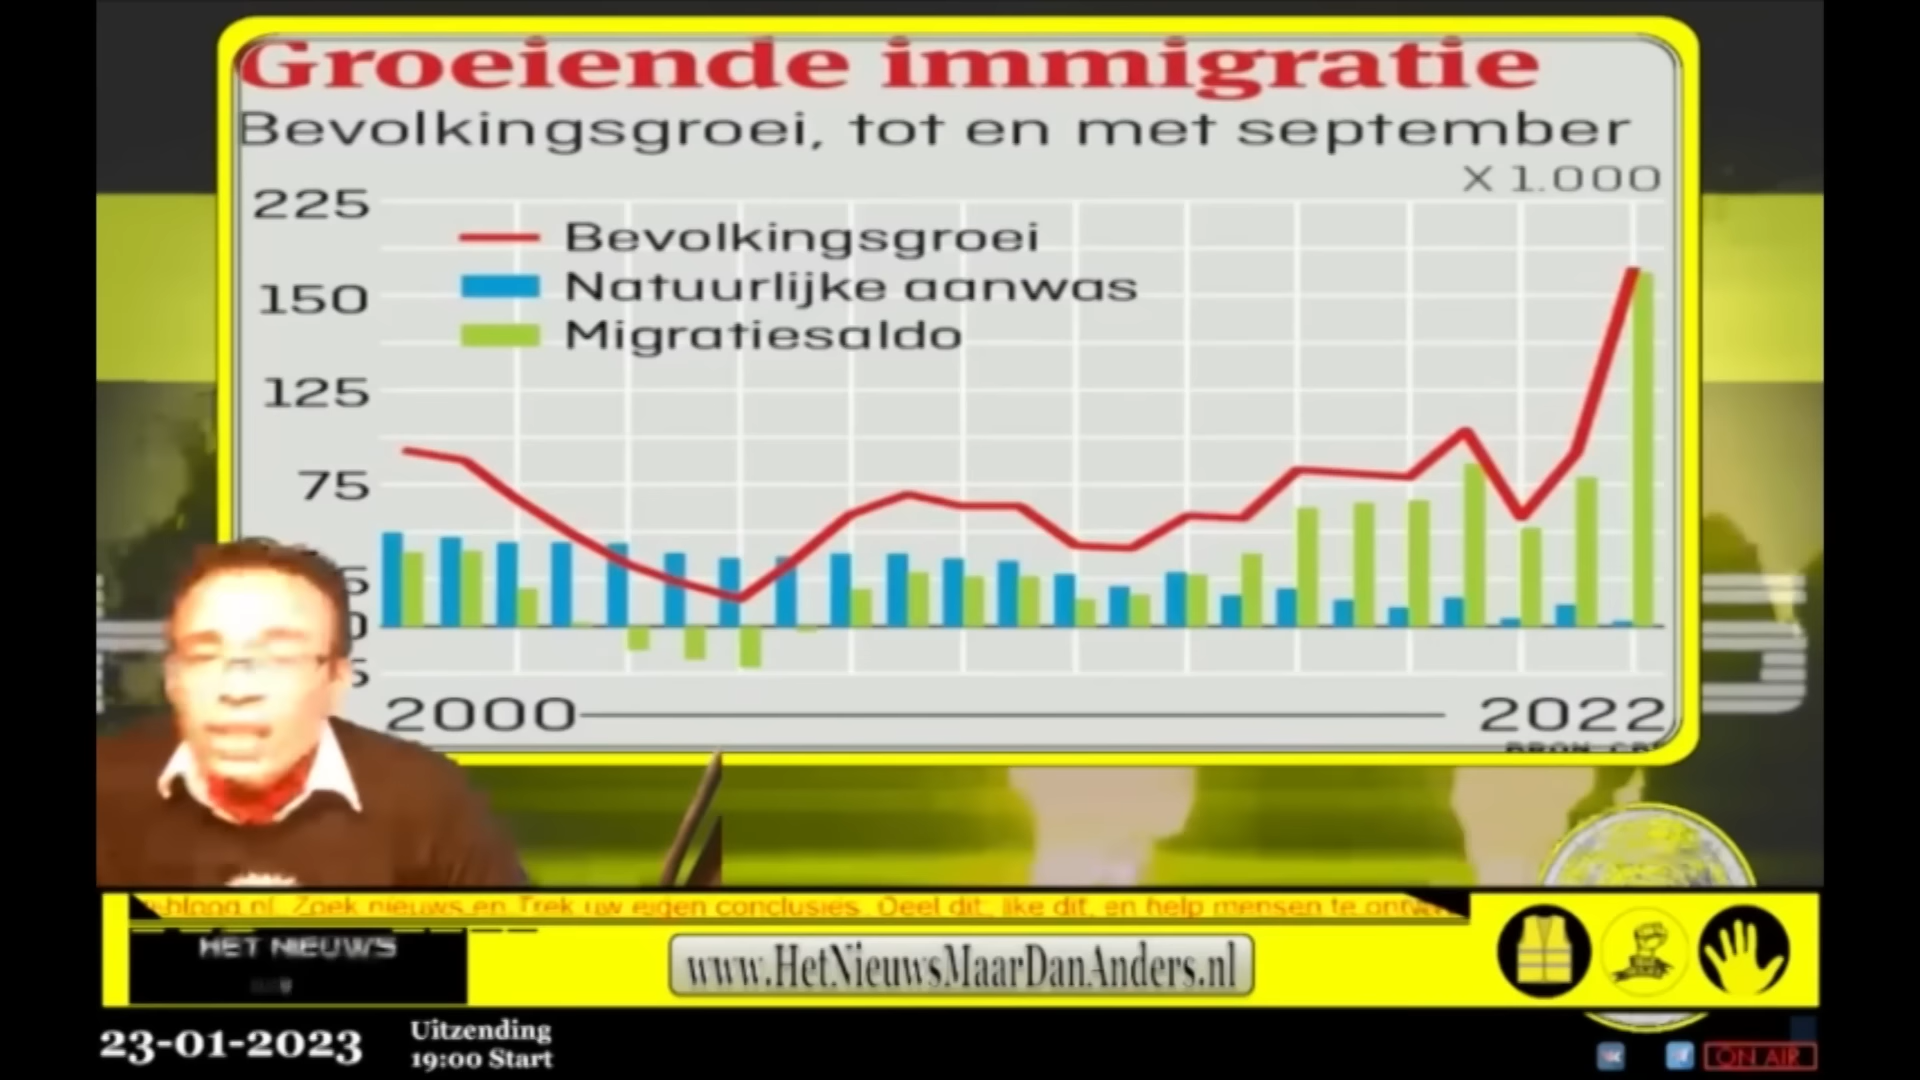 Groeiende immigratie
Bevolkingsgroei, tot en met september
X 1.000
225
Bevolkingsgroei
150
Natuurlijke aanwas
Migratiesaldo
125
75
2000
2022
Zoek nieuws en Trek uw eigen conclusies. Deel dit, like dit, en help mensen te
HET NIEUWS
www.HetNieuwsMaarDanAnders.nl
23-01-2023
Uitzending
19:00 Start
ON AIR